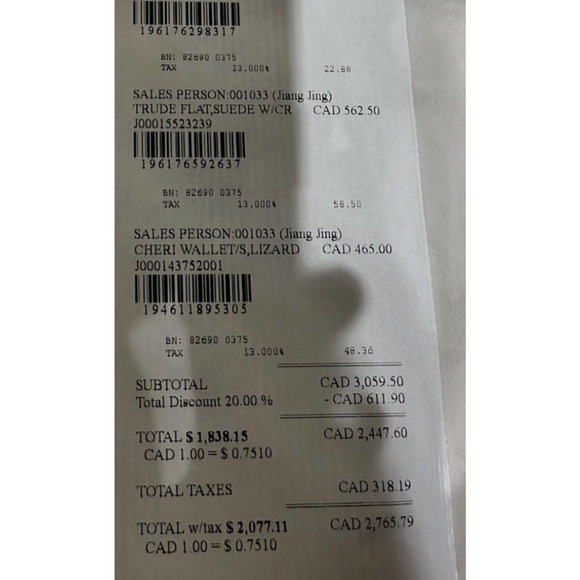 196176298317
BN: 82690 0375
TAX 13.000% 22.88
SALES PERSON:001033 (Jiang Jing)
TRUDE FLAT,SUEDE W/CR CAD 562.50
J00015523239
196176592637
BN: 82690 0375
TAX 13.000% 58.50
SALES PERSON:001033 (Jiang Jing)
CHERI WALLET/S,LIZARD CAD 465.00
J000143752001
194611895305
BN: 82690 0375
TAX 13.000% 48.36
SUBTOTAL CAD 3,059.50
Total Discount 20.00 % - CAD 611.90
TOTAL $ 1,838.15 CAD 2,447.60
CAD 1.00 = $ 0.7510
TOTAL TAXES CAD 318.19
TOTAL w/tax $ 2,077.11 CAD 2,765.79
CAD 1.00 = $ 0.7510